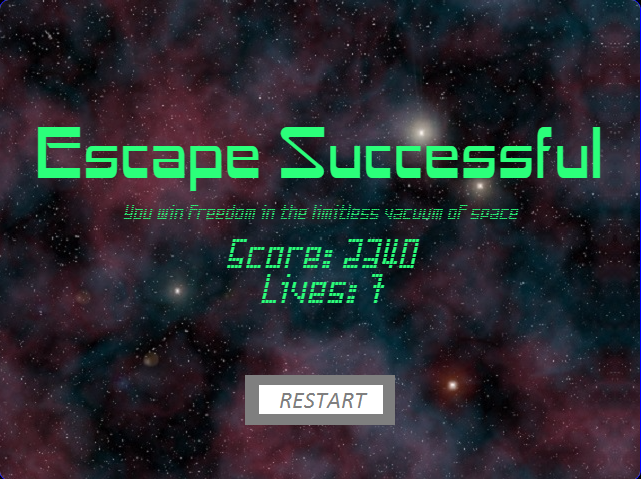 Escape Successful
You win freedom in the limitless vacuum of space
Score: 2340
Lives: 7
RESTART